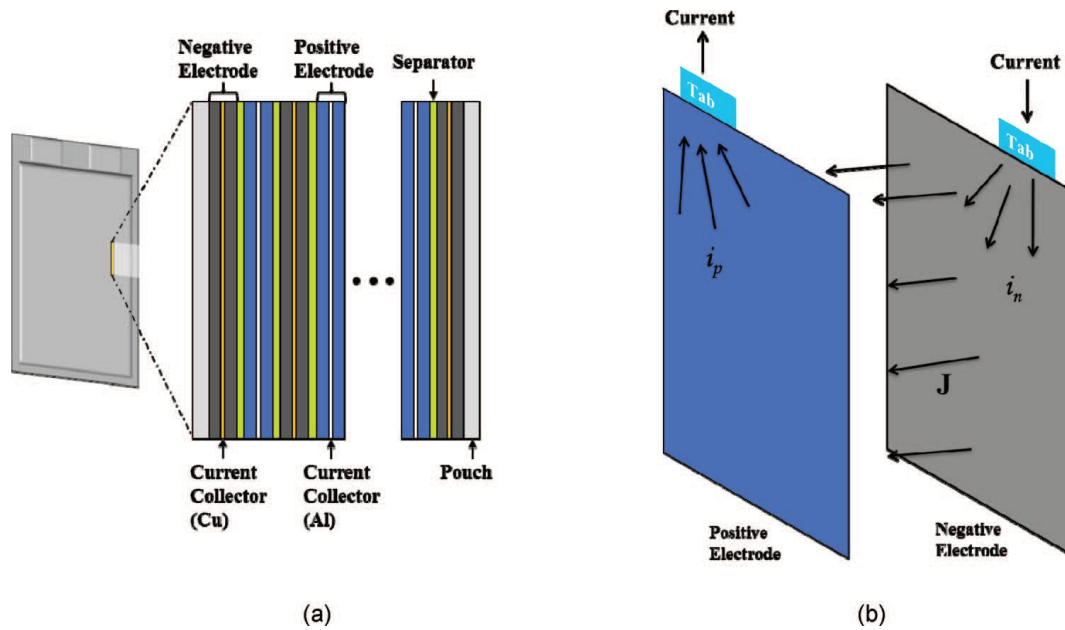 Negative
Electrode
Positive
Electrode
Separator
Current
Collector
(Cu)
Current
Collector
(Al)
Pouch
(a)
Current
Tab
Current
Tab
i_p
i_n
J
Positive
Electrode
Negative
Electrode
(b)